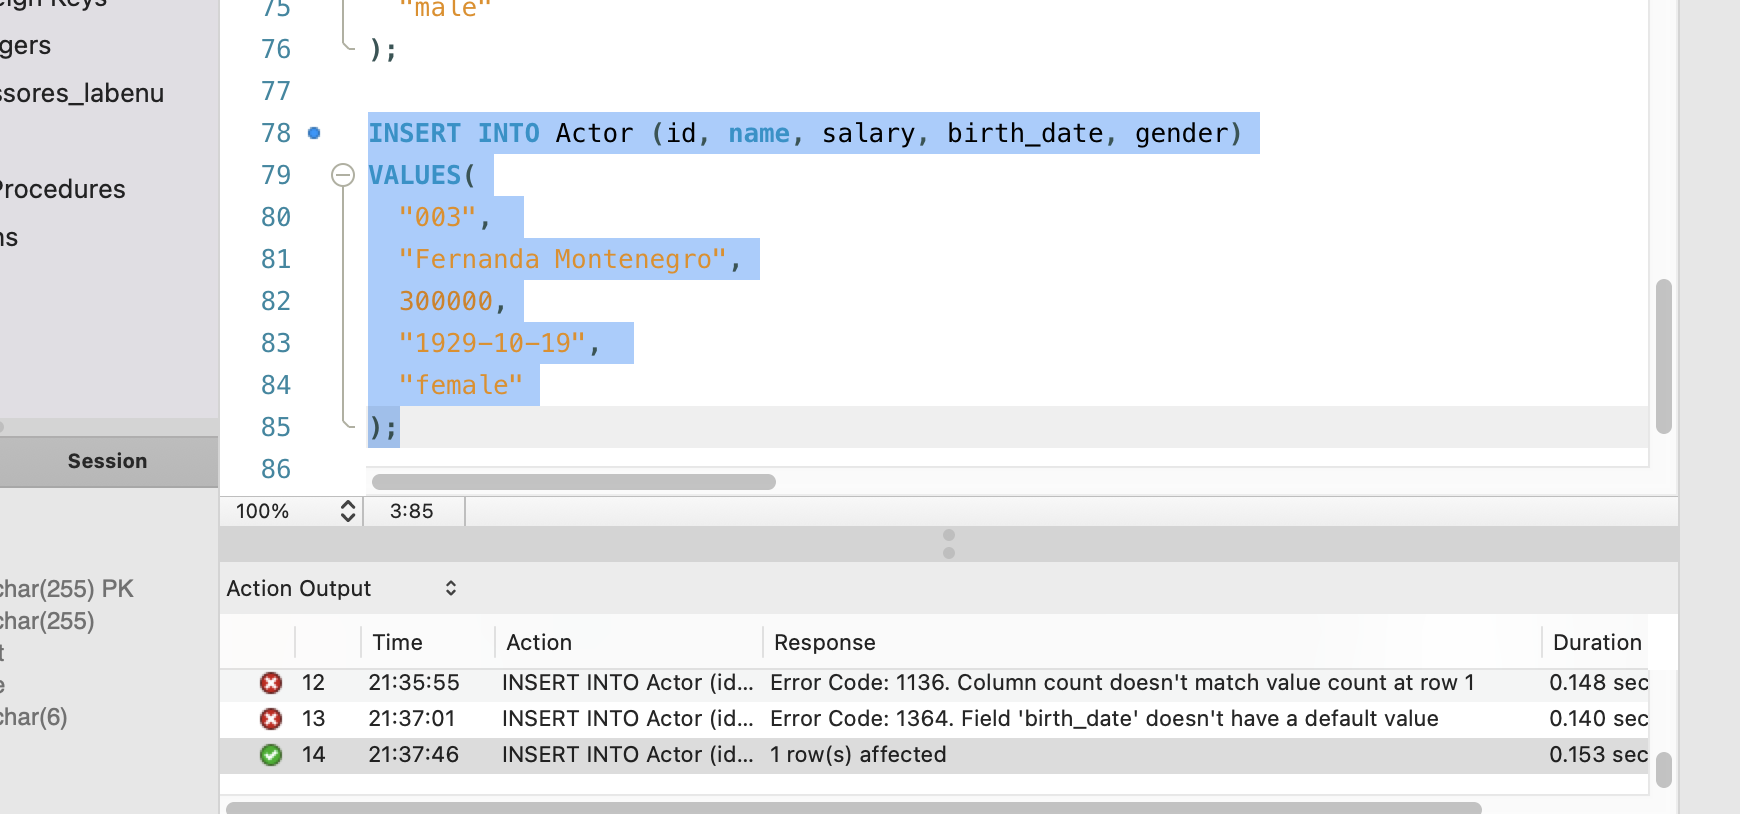 gers
labenu
Procedures
Session
char(255) PK
char(255)
char(6)
75 "male"
76 );
77
78 INSERT INTO Actor (id, name, salary, birth_date, gender)
79 VALUES(
80 "003",
81 "Fernanda Montenegro",
82 300000,
83 "1929-10-19",
84 "female"
85 );
86
100% 3:85
Action Output
Time Action Response Duration
12 21:35:55 INSERT INTO Actor (id... Error Code: 1136. Column count doesn't match value count at row 1 0.148 sec
13 21:37:01 INSERT INTO Actor (id... Error Code: 1364. Field 'birth_date' doesn't have a default value 0.140 sec
14 21:37:46 INSERT INTO Actor (id... 1 row(s) affected 0.153 sec